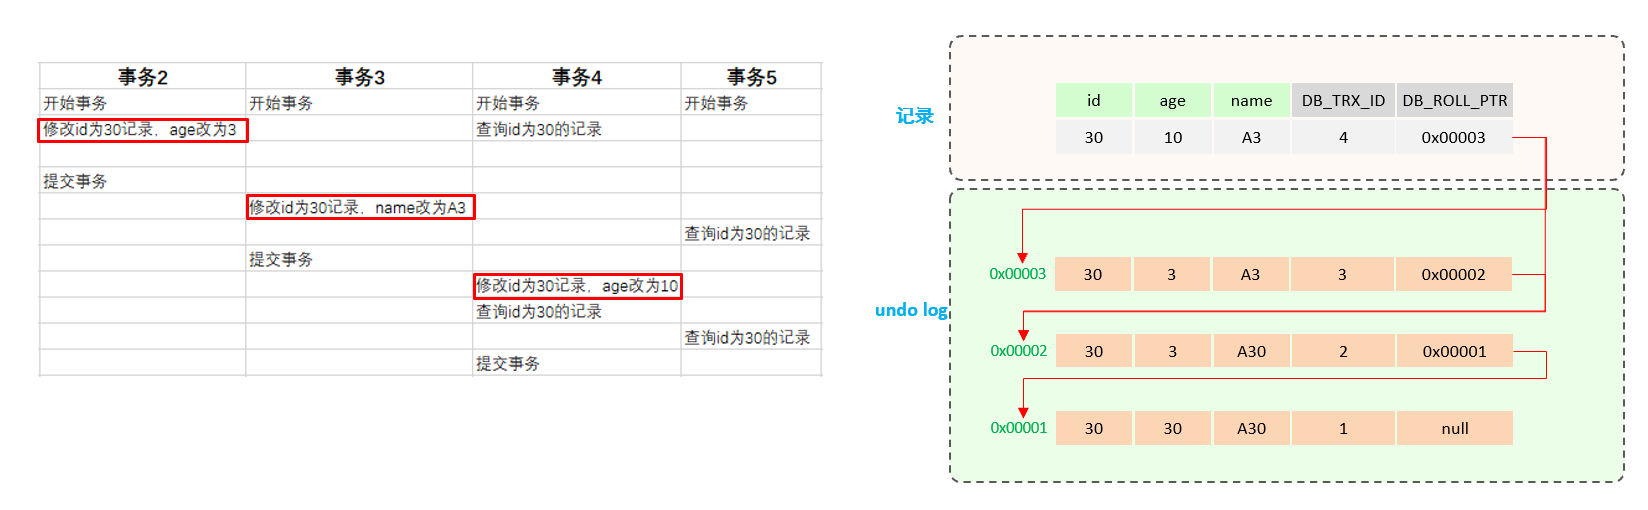 事务2 事务3 事务4 事务5
开始事务 开始事务 开始事务 开始事务
修改id为30记录，age改为3 查询id为30的记录
提交事务
修改id为30记录，name改为A3
查询id为30的记录
提交事务
修改id为30记录，age改为10
查询id为30的记录
查询id为30的记录
提交事务
记录
id age name DB_TRX_ID DB_ROLL_PTR
30 10 A3 4 0x00003
undo log
0x00003 30 3 A3 3 0x00002
0x00002 30 3 A30 2 0x00001
0x00001 30 30 A30 1 null